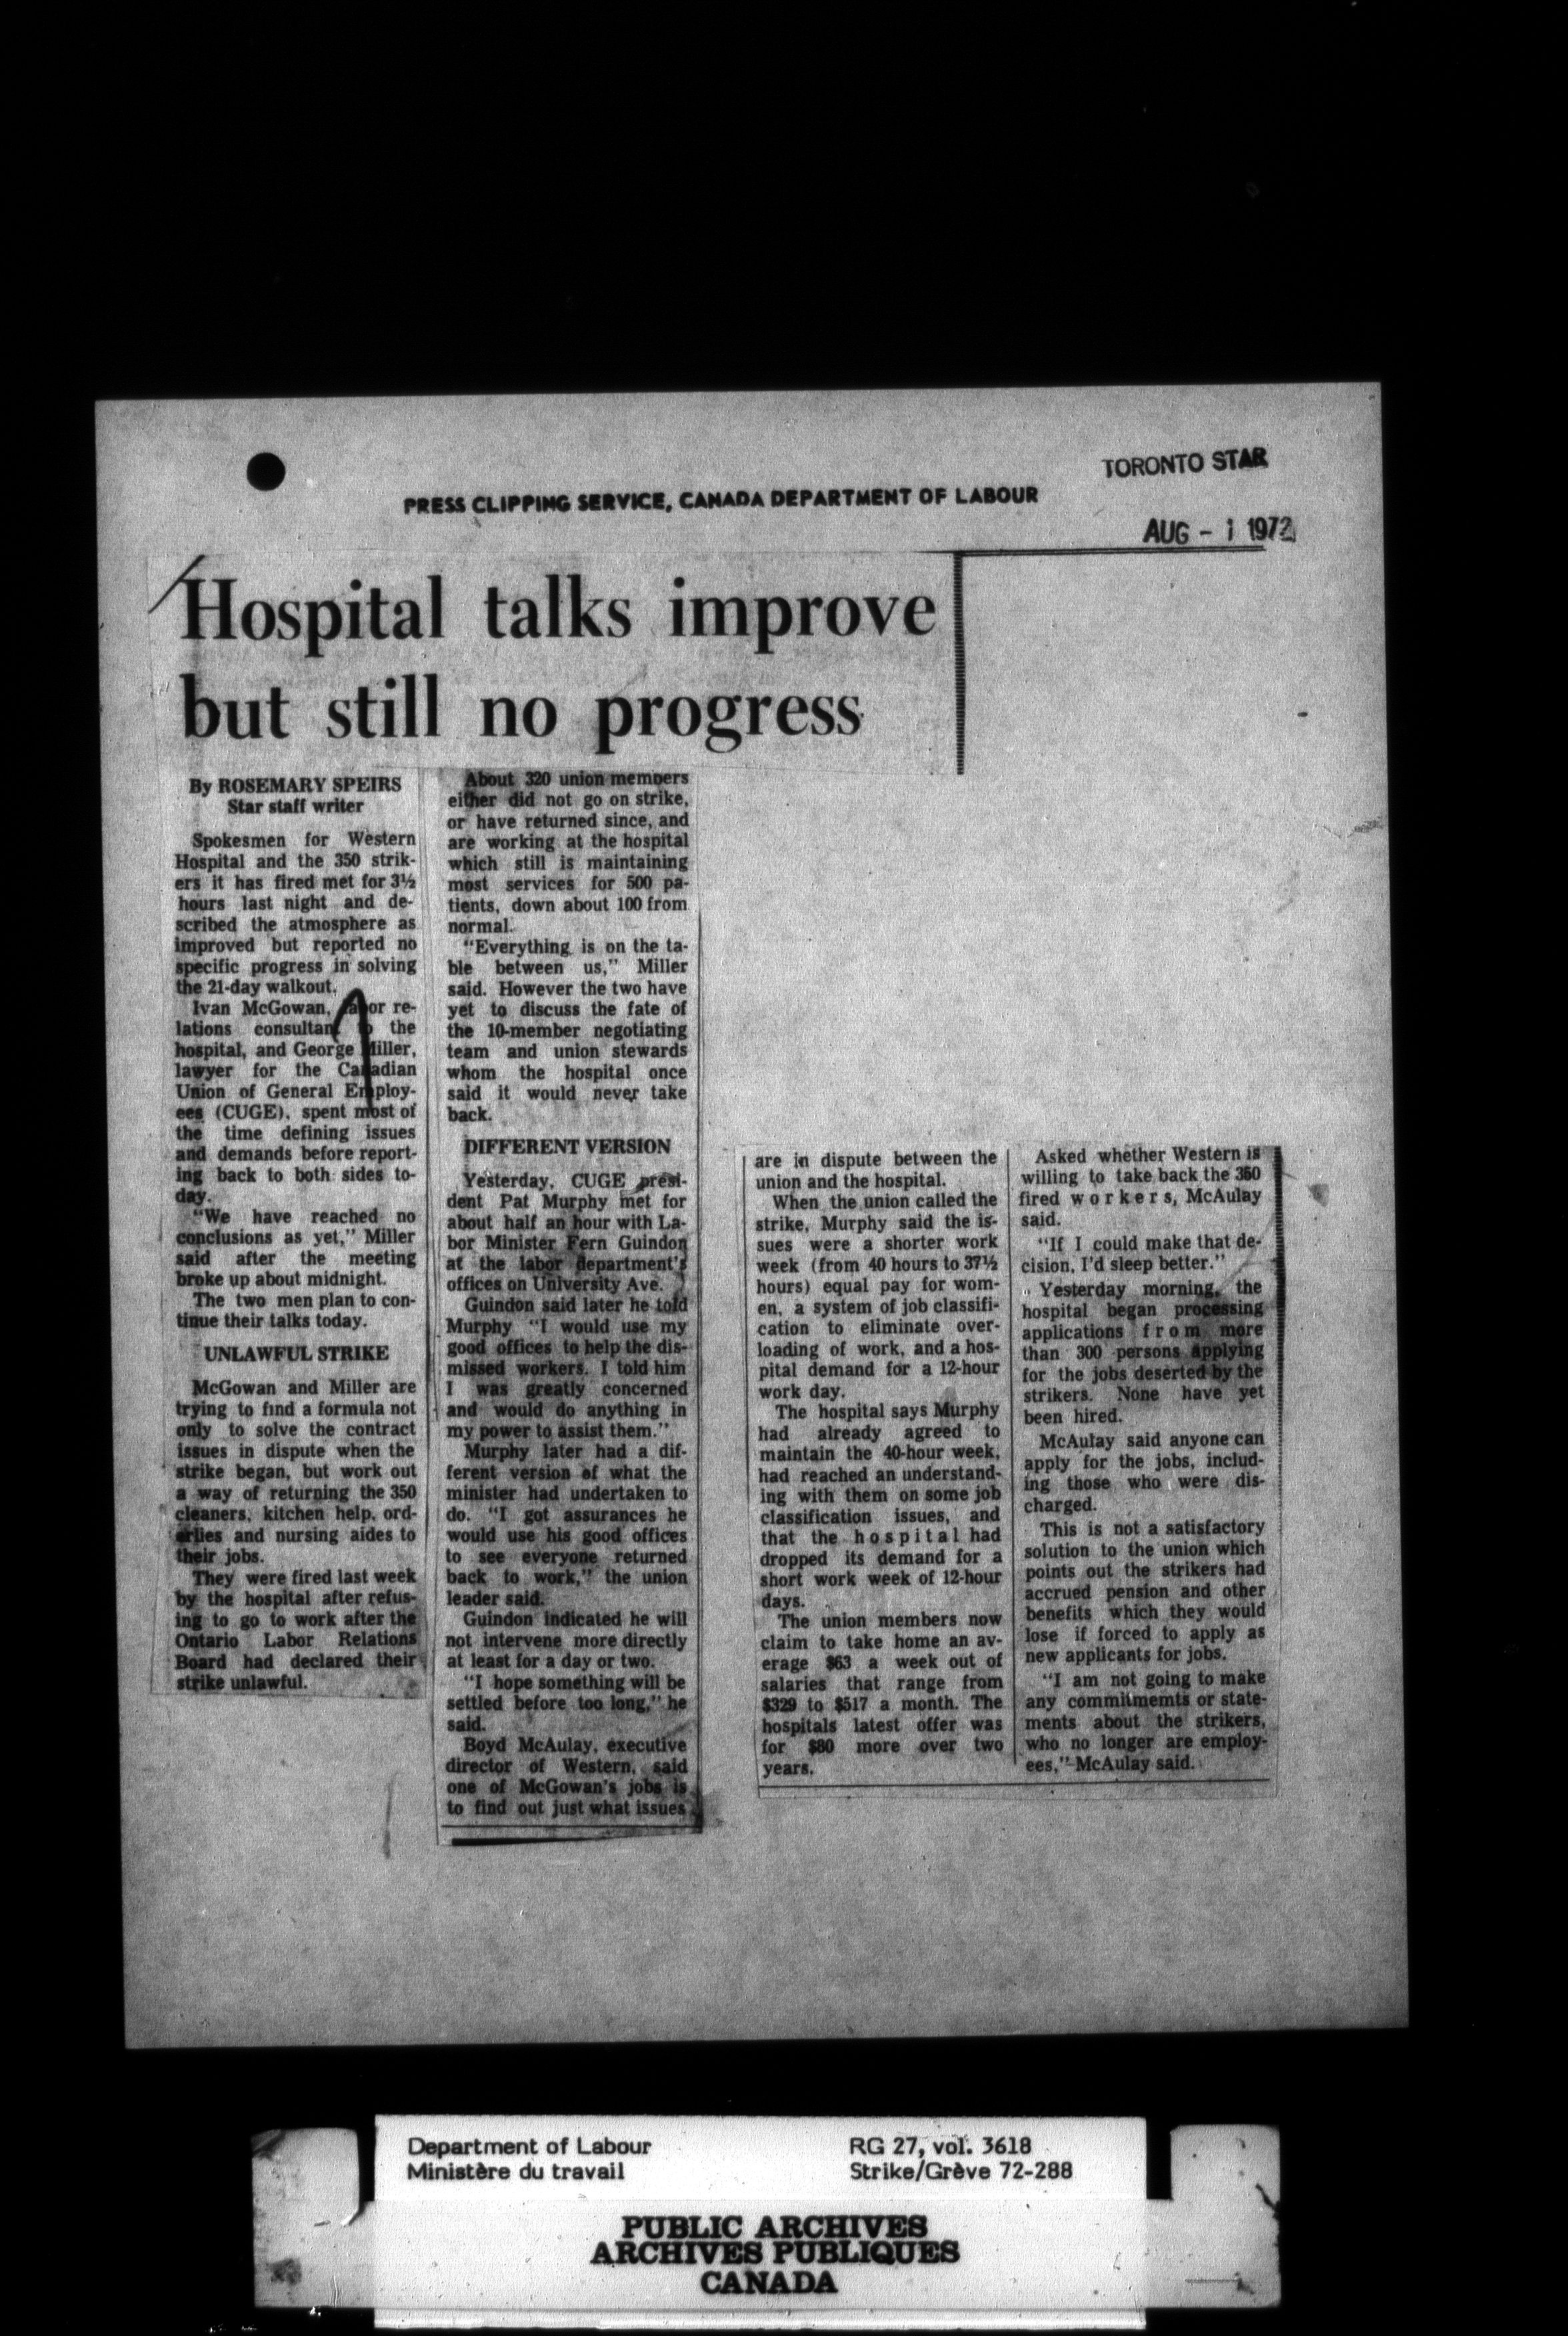 TORONTO STAR
PRESS CLIPPING SERVICE, CANADA DEPARTMENT OF LABOUR
AUG - 1 1972
Hospital talks improve
but still no progress
By ROSEMARY SPEIRS
Star staff writer
Spokesmen for Western
Hospital and the 350 strik-
ers it has fired met for 3½
hours last night and de-
scribed the atmosphere as
improved but reported no
specific progress in solving
the 21-day walkout.
Ivan McGowan, labor re-
lations consultant to the
hospital, and George Miller,
lawyer for the Canadian
Union of General Employ-
ees (CUGE), spent most of
the time defining issues
and demands before report-
ing back to both sides to-
day.
"We have reached no
conclusions as yet," Miller
said after the meeting
broke up about midnight.
The two men plan to con-
tinue their talks today.
UNLAWFUL STRIKE
McGowan and Miller are
trying to find a formula not
only to solve the contract
issues in dispute when the
strike began, but work out
a way of returning the 350
cleaners, kitchen help, ord-
erlies and nursing aides to
their jobs.
They were fired last week
by the hospital after refus-
ing to go to work after the
Ontario Labor Relations
Board had declared their
strike unlawful.
About 320 union members
either did not go on strike,
or have returned since, and
are working at the hospital
which still is maintaining
most services for 500 pa-
tients, down about 100 from
normal.
"Everything is on the ta-
ble between us," Miller
said. However the two have
yet to discuss the fate of
the 10-member negotiating
team and union stewards
whom the hospital once
said it would never take
back.
DIFFERENT VERSION
Yesterday, CUGE presi-
dent Pat Murphy met for
about half an hour with La-
bor Minister Fern Guindon
at the labor department's
offices on University Ave.
Guindon said later he told
Murphy "I would use my
good offices to help the dis-
missed workers. I told him
I was greatly concerned
and would do anything in
my power to assist them."
Murphy later had a dif-
ferent version of what the
minister had undertaken to
do. "I got assurances he
would use his good offices
to see everyone returned
back to work," the union
leader said.
Guindon indicated he will
not intervene more directly
at least for a day or two.
"I hope something will be
settled before too long," he
said.
Boyd McAulay, executive
director of Western, said
one of McGowan's jobs is
to find out just what issues
are in dispute between the
union and the hospital.
When the union called the
strike, Murphy said the is-
sues were a shorter work
week (from 40 hours to 37½
hours) equal pay for wom-
en, a system of job classifi-
cation to eliminate over-
loading of work, and a hos-
pital demand for a 12-hour
work day.
The hospital says Murphy
had already agreed to
maintain the 40-hour week,
had reached an understand-
ing with them on some job
classification issues, and
that the hospital had
dropped its demand for a
short work week of 12-hour
days.
The union members now
claim to take home an av-
erage $63 a week out of
salaries that range from
$329 to $517 a month. The
hospitals latest offer was
for $80 more over two
years.
Asked whether Western is
willing to take back the 350
fired workers, McAulay
said.
"If I could make that de-
cision, I'd sleep better."
Yesterday morning, the
hospital began processing
applications from more
than 300 persons applying
for the jobs deserted by the
strikers. None have yet
been hired.
McAulay said anyone can
apply for the jobs, includ-
ing those who were dis-
charged.
This is not a satisfactory
solution to the union which
points out the strikers had
accrued pension and other
benefits which they would
lose if forced to apply as
new applicants for jobs.
"I am not going to make
any commitmemts or state-
ments about the strikers,
who no longer are employ-
ees," McAulay said.
Department of Labour
Ministère du travail
RG 27, vol. 3618
Strike/Grève 72-288
PUBLIC ARCHIVES
ARCHIVES PUBLIQUES
CANADA